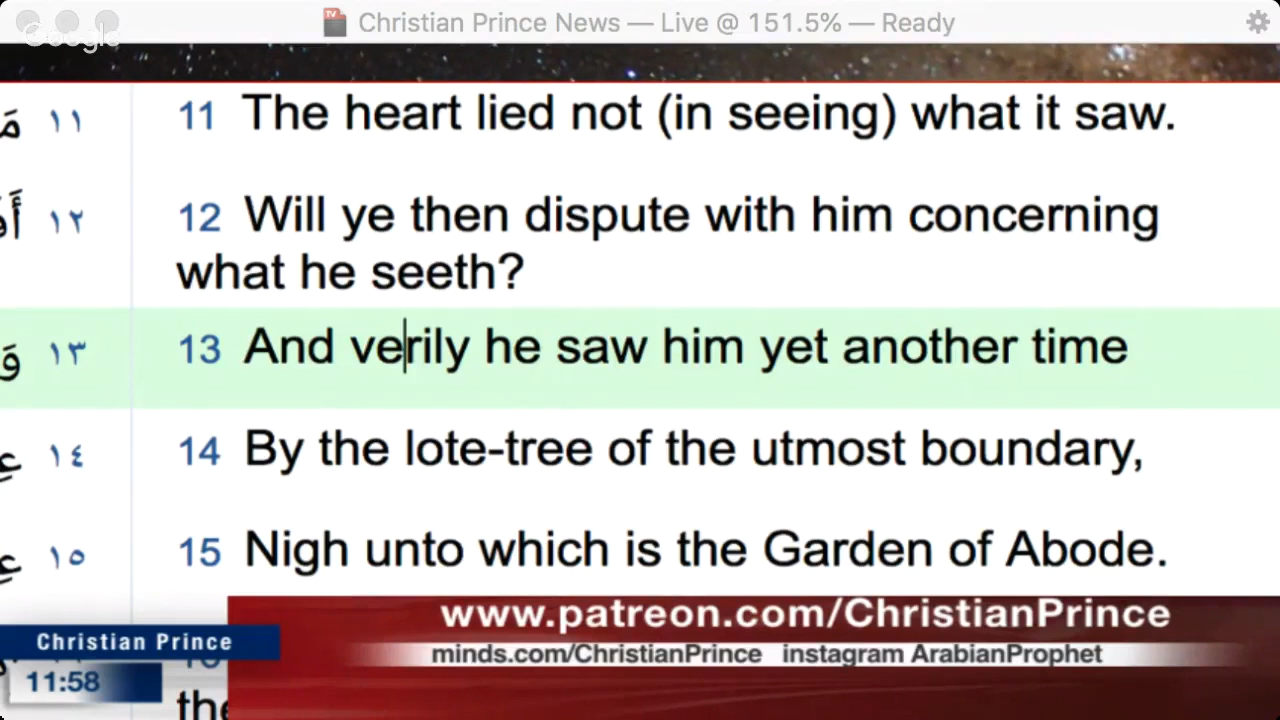 Christian Prince News — Live @ 151.5% — Ready
Google
TV
١١ 11 The heart lied not (in seeing) what it saw.
١٢ 12 Will ye then dispute with him concerning
what he seeth?
١٣ 13 And verily he saw him yet another time
١٤ 14 By the lote-tree of the utmost boundary,
١٥ 15 Nigh unto which is the Garden of Abode.
www.patreon.com/ChristianPrince
Christian Prince
minds.com/ChristianPrince instagram ArabianProphet
11:58
the